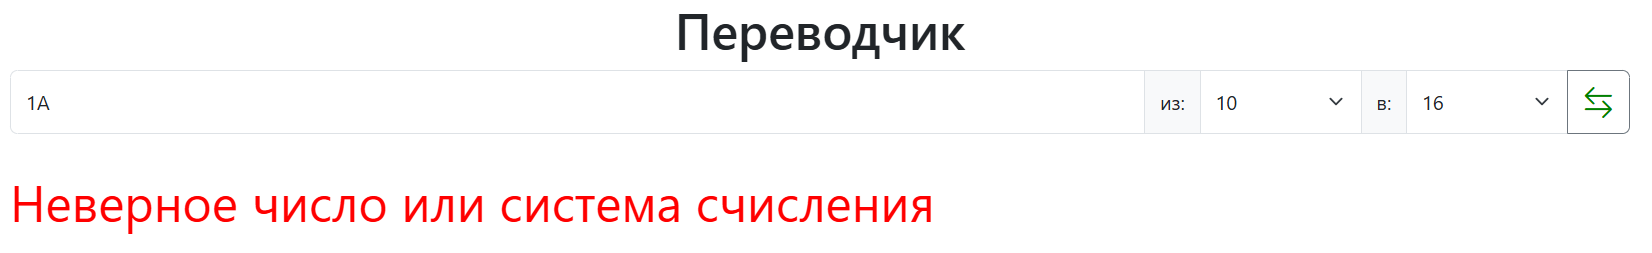 Переводчик
1A из: 10 в: 16
Неверное число или система счисления